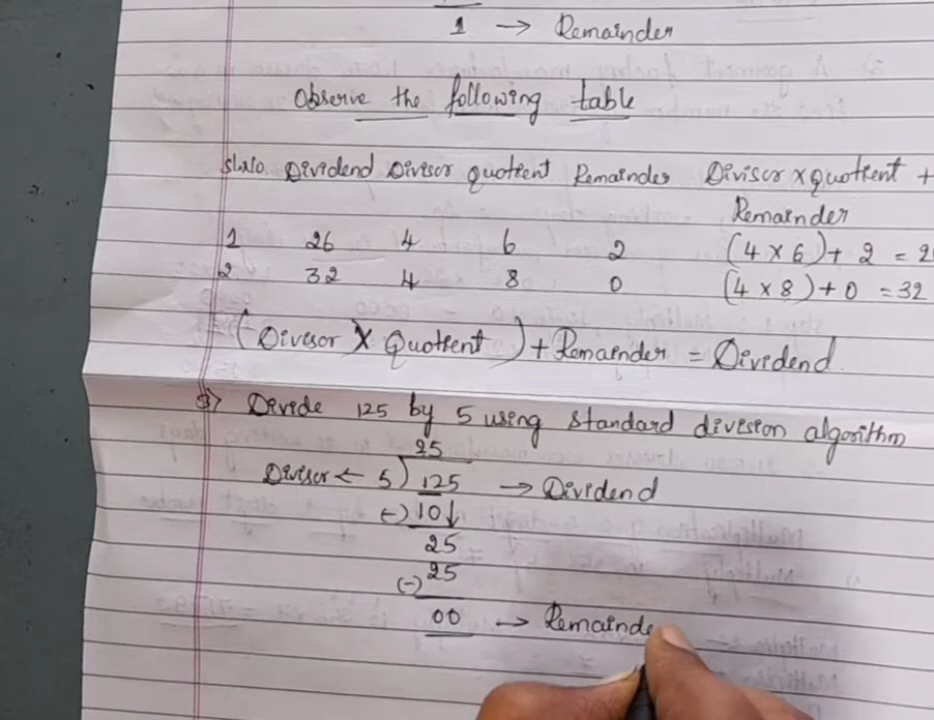 1 → Remainder
Observe the following table
Sl.No. Dividend Divisor quotient Remainder Divisor x quotient +
Remainder
1 26 4 6 2 (4 x 6) + 2 = 2
2 32 4 8 0 (4 x 8) + 0 = 32
(Divisor X Quotient) + Remainder = Dividend
3) Divide 125 by 5 using standard division algorithm
25
Divisor ← 5) 125 → Dividend
(-) 10↓
25
(-) 25
00 → Remainde